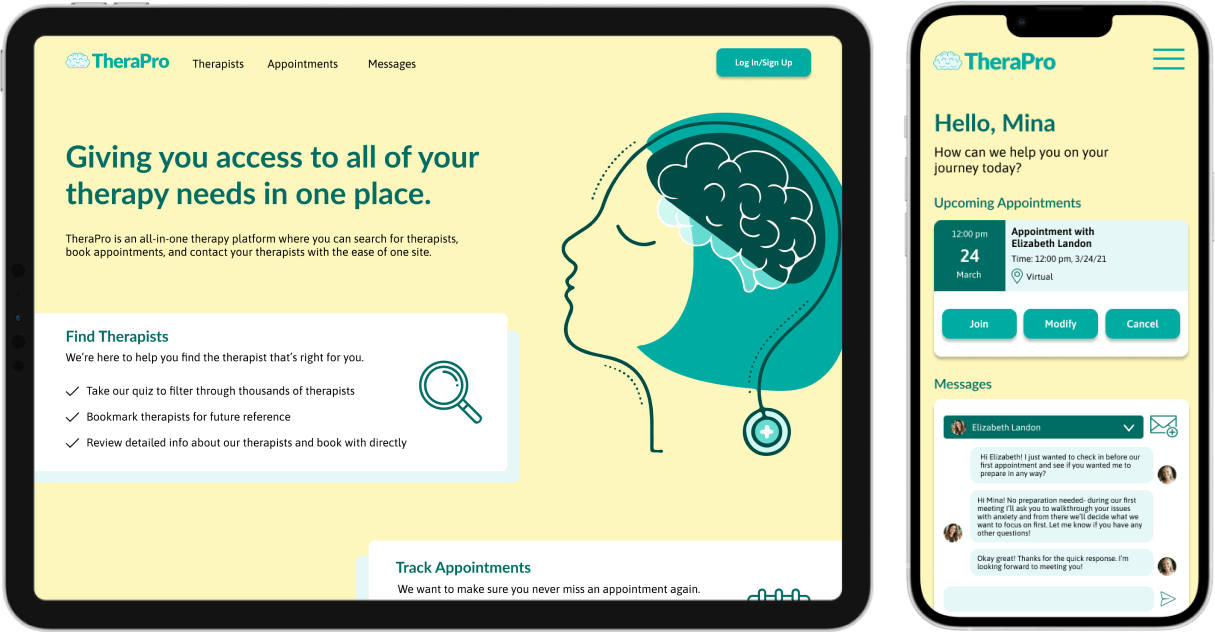 TheraPro
Therapists
Appointments
Messages
Log In/Sign Up
Giving you access to all of your
therapy needs in one place.
TheraPro is an all-in-one therapy platform where you can search for therapists,
book appointments, and contact your therapists with the ease of one site.
Find Therapists
We're here to help you find the therapist that's right for you.
Take our quiz to filter through thousands of therapists
Bookmark therapists for future reference
Review detailed info about our therapists and book with directly
Track Appointments
We want to make sure you never miss an appointment again.
TheraPro
Hello, Mina
How can we help you on your
journey today?
Upcoming Appointments
12:00 pm
24
March
Appointment with
Elizabeth Landon
Time: 12:00 pm, 3/24/21
Virtual
Join
Modify
Cancel
Messages
Elizabeth Landon
Hi Elizabeth! I just wanted to check in before our
first appointment and see if you wanted me to
prepare in any way?
Hi Mina! No preparation needed- during our first
meeting I'll ask you to walkthrough your issues
with anxiety and from there we'll decide what we
want to focus on first. Let me know if you have any
other questions!
Okay great! Thanks for the quick response. I'm
looking forward to meeting you!